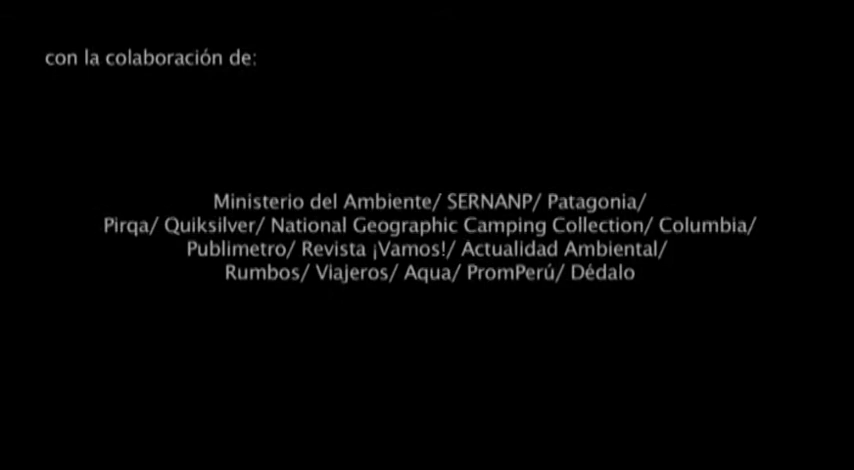 con la colaboración de:
Ministerio del Ambiente/ SERNANP/ Patagonia/
Pirqa/ Quiksilver/ National Geographic Camping Collection/ Columbia/
Publimetro/ Revista ¡Vamos!/ Actualidad Ambiental/
Rumbos/ Viajeros/ Aqua/ PromPerú/ Dédalo